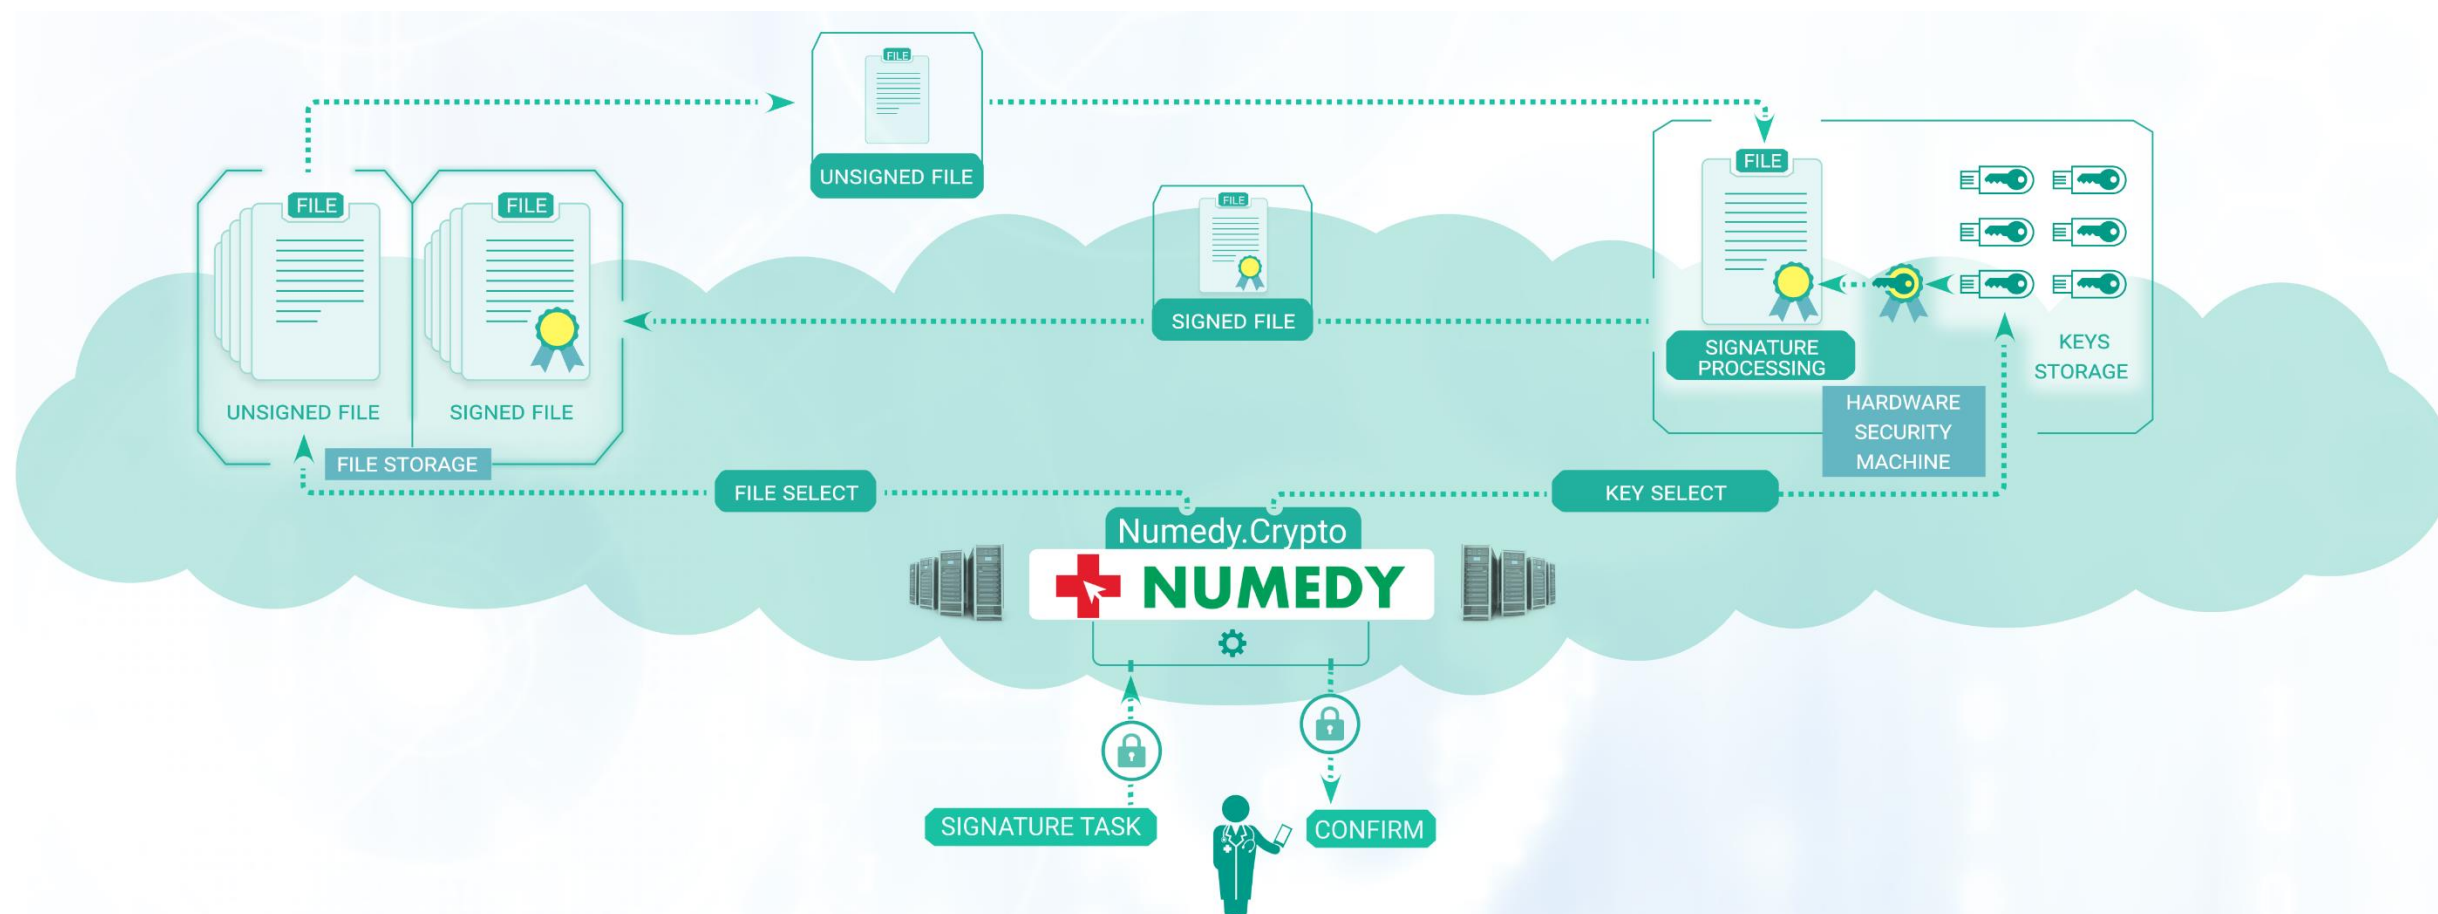 FILE
UNSIGNED FILE
FILE
FILE
FILE
FILE
SIGNED FILE
SIGNATURE
PROCESSING
KEYS
STORAGE
UNSIGNED FILE
SIGNED FILE
HARDWARE
SECURITY
MACHINE
FILE STORAGE
FILE SELECT
KEY SELECT
Numedy.Crypto
NUMEDY
SIGNATURE TASK
CONFIRM